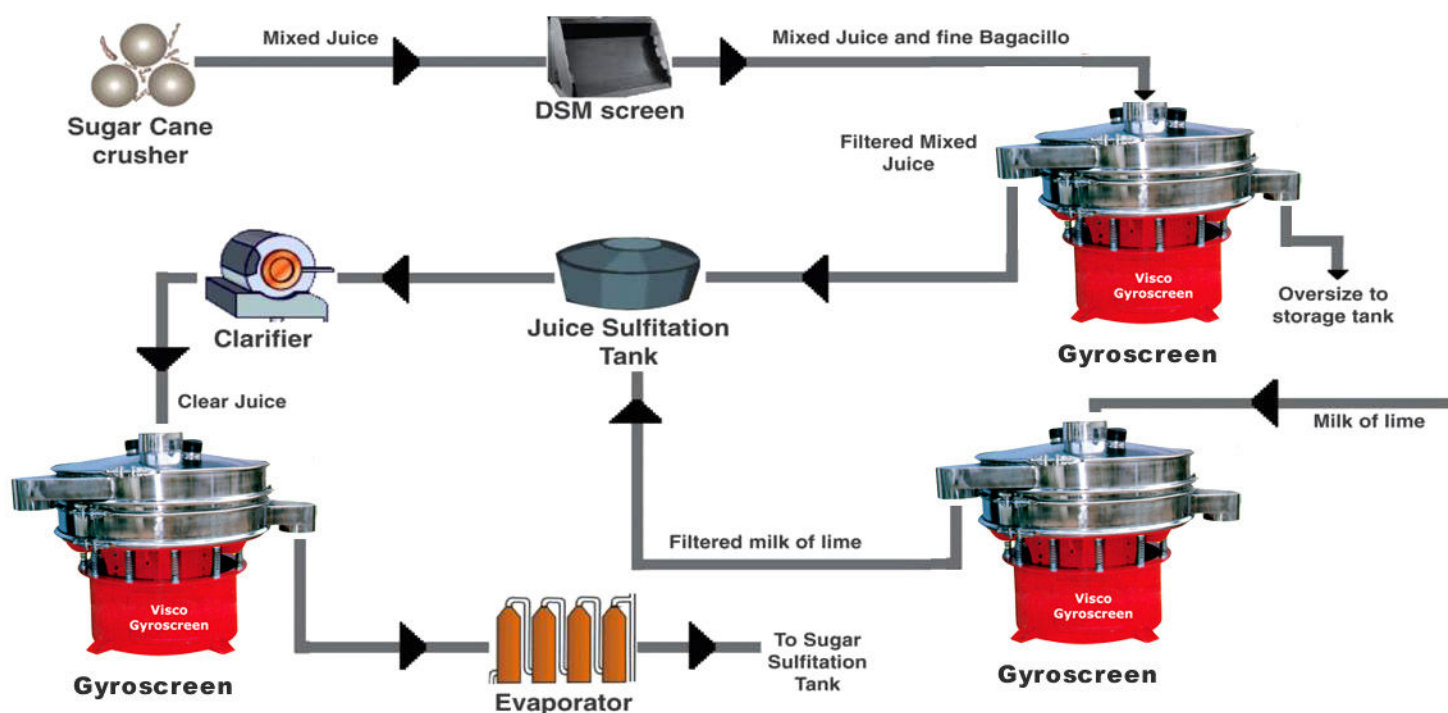 Mixed Juice
Mixed Juice and fine Bagacillo
DSM screen
Sugar Cane
crusher
Filtered Mixed
Juice
Visco
Gyroscreen
Oversize to
storage tank
Gyroscreen
Clarifier
Juice Sulfitation
Tank
Clear Juice
Milk of lime
Filtered milk of lime
Visco
Gyroscreen
Gyroscreen
Visco
Gyroscreen
Gyroscreen
Evaporator
To Sugar
Sulfitation
Tank